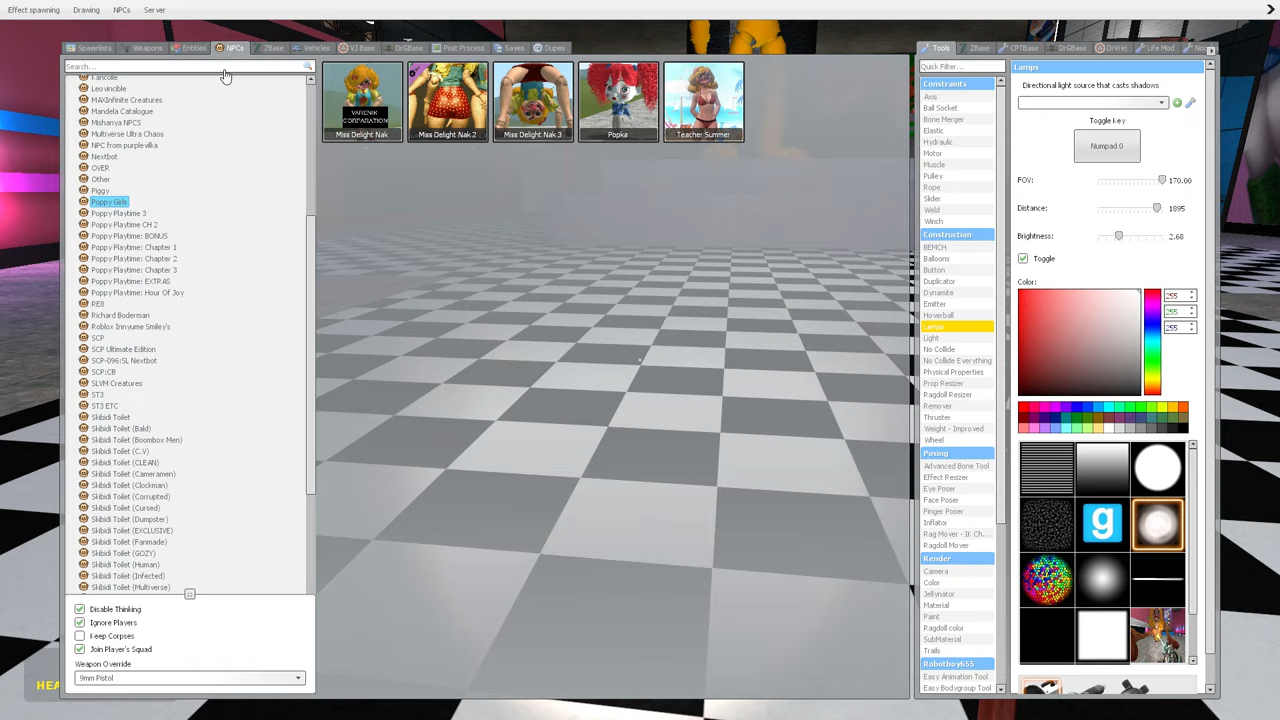 Effect spawning Drawing NPCs Server
Spawnlists Weapons Entities NPCs ZBase Vehicles VJ Base DrGBase Post Process Saves Dupes
Search...
Fancolle
Leovincible
MAXInfinite Creatures
Mandela Catalogue
Mishanya NPCS
Multiverse Ultra Chaos
NPC from purplevilka
Nextbot
OVER
Other
Piggy
Poppy Girls
Poppy Playtime 3
Poppy Playtime CH 2
Poppy Playtime: BONUS
Poppy Playtime: Chapter 1
Poppy Playtime: Chapter 2
Poppy Playtime: Chapter 3
Poppy Playtime: EXTRAS
Poppy Playtime: Hour Of Joy
RE8
Richard Boderman
Roblox Innyume Smiley's
SCP
SCP Ultimate Edition
SCP-096:SL Nextbot
SCP:CB
SLVM Creatures
ST3
ST3 ETC
Skibidi Toilet
Skibidi Toilet (Bald)
Skibidi Toilet (Boombox Men)
Skibidi Toilet (C.V)
Skibidi Toilet (CLEAN)
Skibidi Toilet (Cameramen)
Skibidi Toilet (Clockman)
Skibidi Toilet (Corrupted)
Skibidi Toilet (Cursed)
Skibidi Toilet (Dumpster)
Skibidi Toilet (EXCLUSIVE)
Skibidi Toilet (Fanmade)
Skibidi Toilet (GOZY)
Skibidi Toilet (Human)
Skibidi Toilet (Infected)
Skibidi Toilet (Multiverse)
Disable Thinking
Ignore Players
Keep Corpses
Join Player's Squad
Weapon Override
9mm Pistol
HEA
VARENIK
CORPARATION
Miss Delight Nak
Miss Delight Nak 2
Miss Delight Nak 3
Popka
Teacher Summer
Tools ZBase CPTBase DrGBase DrVrej Life Mod
Quick Filter...
Constraints
Axis
Ball Socket
Bone Merger
Elastic
Hydraulic
Motor
Muscle
Pulley
Rope
Slider
Weld
Winch
Construction
BEMCH
Balloons
Button
Duplicator
Dynamite
Emitter
Hoverball
Lamps
Light
No Collide
No Collide Everything
Physical Properties
Prop Resizer
Ragdoll Resizer
Remover
Thruster
Weight - Improved
Wheel
Posing
Advanced Bone Tool
Effect Resizer
Eye Poser
Face Poser
Finger Poser
Inflator
Rag Mover - Ik Ch...
Ragdoll Mover
Render
Camera
Color
Jellynator
Material
Paint
Ragdoll color
SubMaterial
Trails
Robotboy655
Easy Animation Tool
Easy Bodygroup Tool
Lamps
Directional light source that casts shadows
Toggle Key
Numpad 0
FOV: 170.00
Distance: 1895
Brightness: 2.68
Toggle
Color:
255
255
255
g